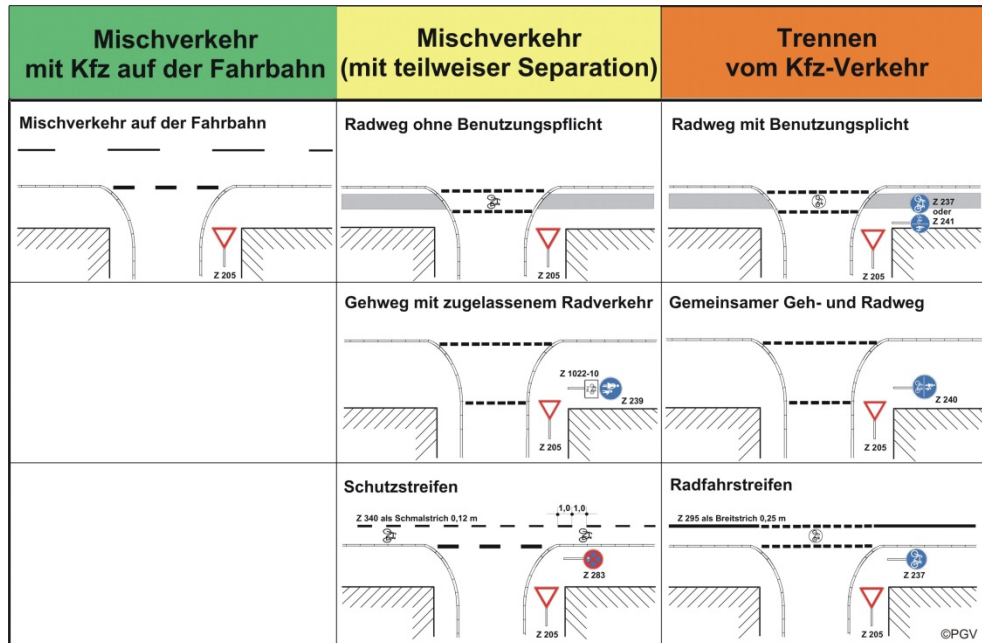 Mischverkehr
mit Kfz auf der Fahrbahn
Mischverkehr
(mit teilweiser Separation)
Trennen
vom Kfz-Verkehr
Mischverkehr auf der Fahrbahn
Z 205
Radweg ohne Benutzungspflicht
Z 205
Radweg mit Benutzungsplicht
Z 237
oder
Z 241
Z 205
Gehweg mit zugelassenem Radverkehr
Z 1022-10
Z 239
Z 205
Gemeinsamer Geh- und Radweg
Z 240
Z 205
Schutzstreifen
Z 340 als Schmalstrich 0,12 m
1,0 1,0
Z 283
Z 205
Radfahrstreifen
Z 295 als Breitstrich 0,25 m
Z 237
Z 205
©PGV